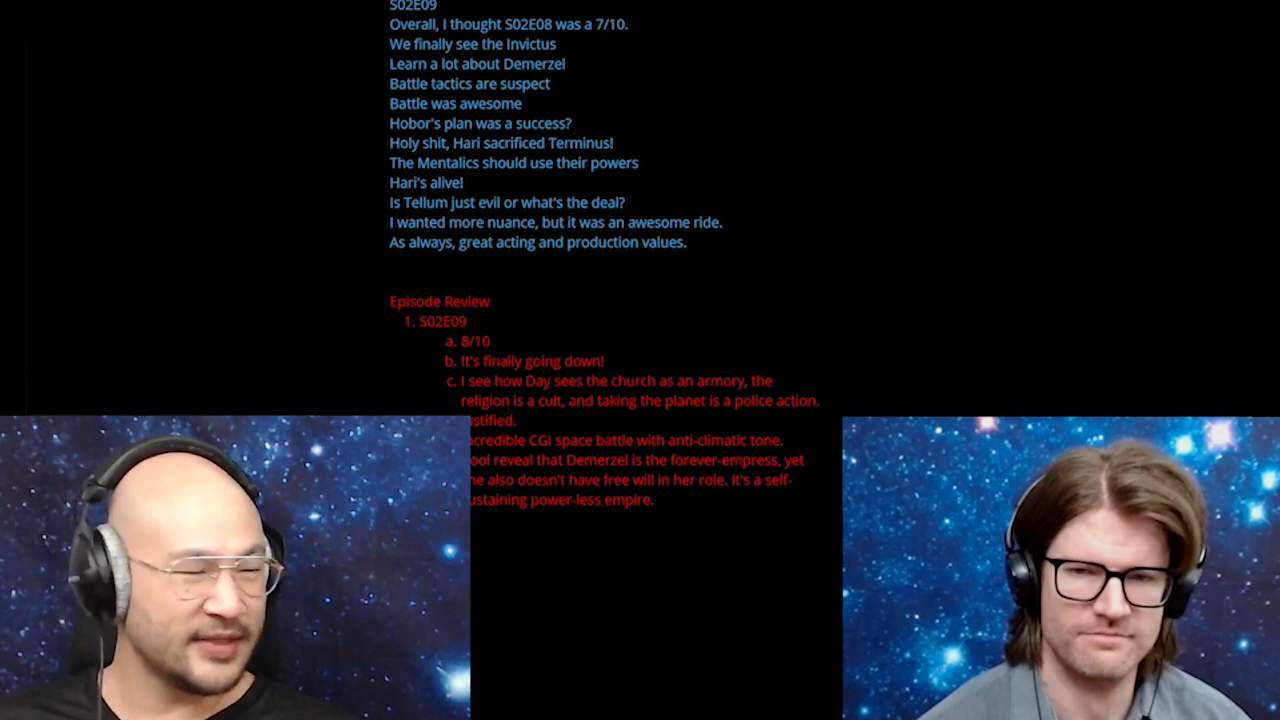 S02E09
Overall, I thought S02E08 was a 7/10.
We finally see the Invictus
Learn a lot about Demerzel
Battle tactics are suspect
Battle was awesome
Hobor's plan was a success?
Holy shit, Hari sacrificed Terminus!
The Mentalics should use their powers
Hari's alive!
Is Tellum just evil or what's the deal?
I wanted more nuance, but it was an awesome ride.
As always, great acting and production values.
Episode Review
1. S02E09
a. 8/10
b. It's finally going down!
c. I see how Day sees the church as an armory, the
religion is a cult, and taking the planet is a police action.
ustified.
ncredible CGI space battle with anti-climatic tone.
ool reveal that Demerzel is the forever-empress, yet
he also doesn't have free will in her role. It's a self-
ustaining power-less empire.